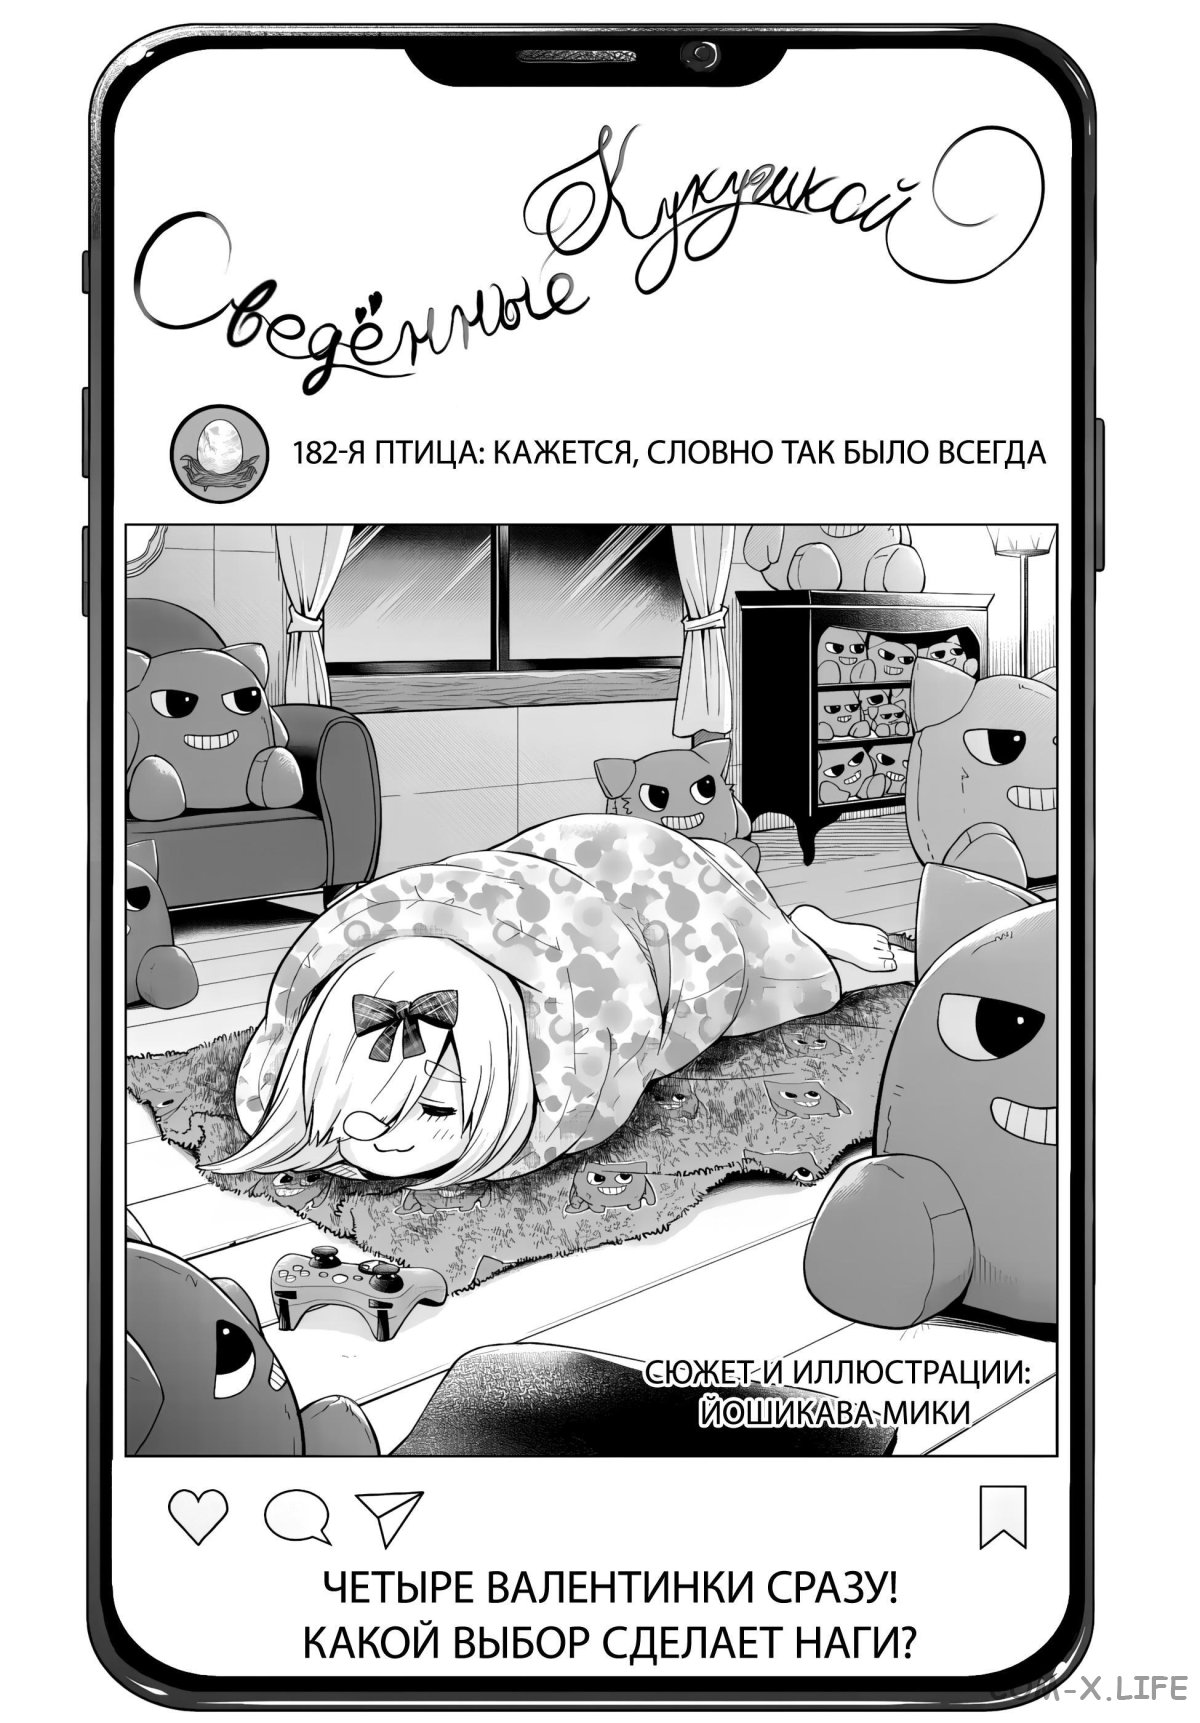 Сведённые Кукушкой
182-Я ПТИЦА: КАЖЕТСЯ, СЛОВНО ТАК БЫЛО ВСЕГДА
СЮЖЕТ И ИЛЛЮСТРАЦИИ:
ЙОШИКАВА МИКИ
ЧЕТЫРЕ ВАЛЕНТИНКИ СРАЗУ!
КАКОЙ ВЫБОР СДЕЛАЕТ НАГИ?
COM-X.LIFE